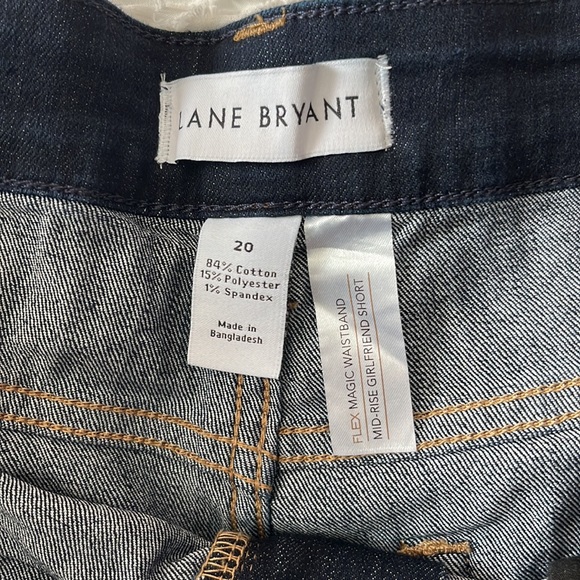 LANE BRYANT
20
84% Cotton
15% Polyester
1% Spandex
Made in
Bangladesh
FLEX MAGIC WAISTBAND
MID-RISE GIRLFRIEND SHORT